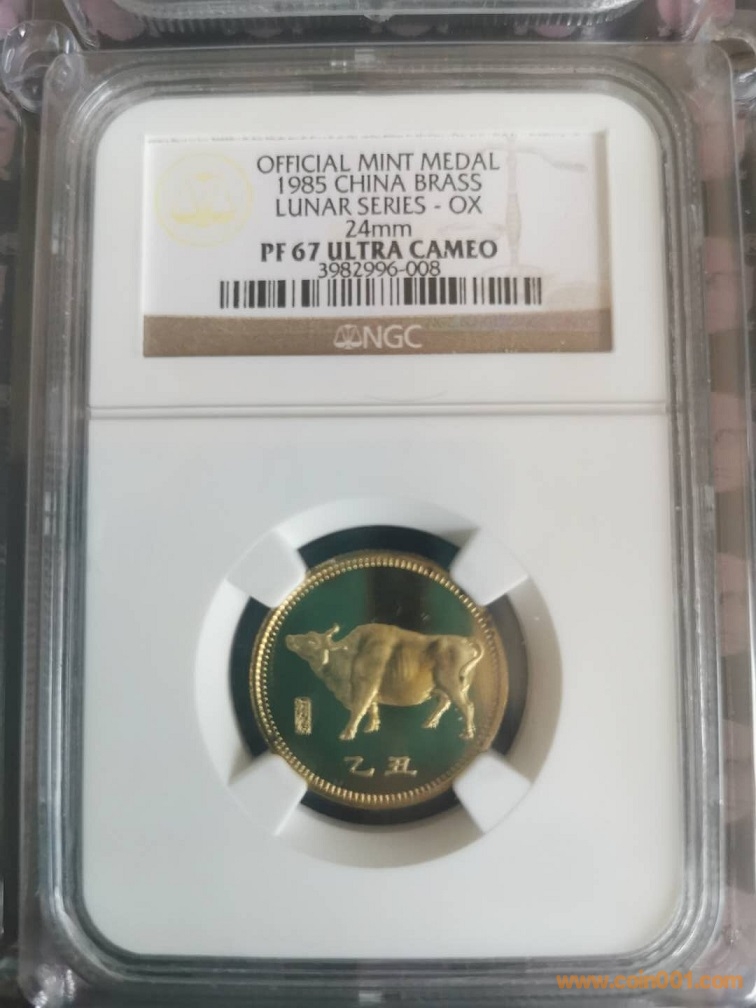 OFFICIAL MINT MEDAL
1985 CHINA BRASS
LUNAR SERIES - OX
24mm
PF 67 ULTRA CAMEO
3982996-008
NGC
乙丑
www.coin001.com